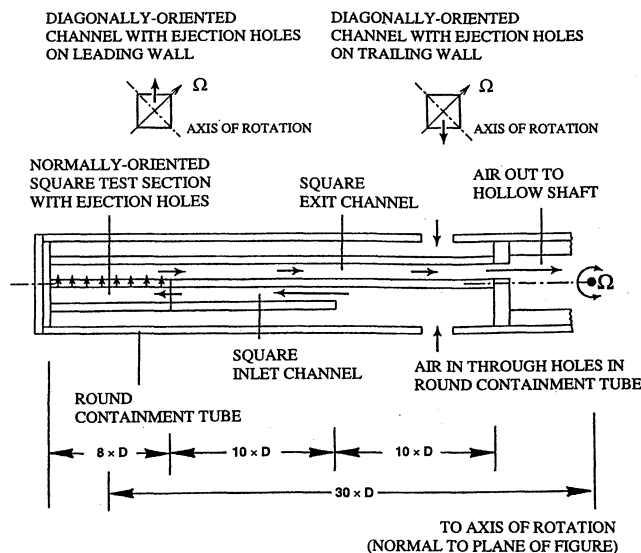 DIAGONALLY-ORIENTED
CHANNEL WITH EJECTION HOLES
ON LEADING WALL
Ω
AXIS OF ROTATION
DIAGONALLY-ORIENTED
CHANNEL WITH EJECTION HOLES
ON TRAILING WALL
Ω
AXIS OF ROTATION
NORMALLY-ORIENTED
SQUARE TEST SECTION
WITH EJECTION HOLES
SQUARE
EXIT CHANNEL
AIR OUT TO
HOLLOW SHAFT
Ω
SQUARE
INLET CHANNEL
AIR IN THROUGH HOLES IN
ROUND CONTAINMENT TUBE
ROUND
CONTAINMENT TUBE
8 × D
10 × D
10 × D
30 × D
TO AXIS OF ROTATION
(NORMAL TO PLANE OF FIGURE)